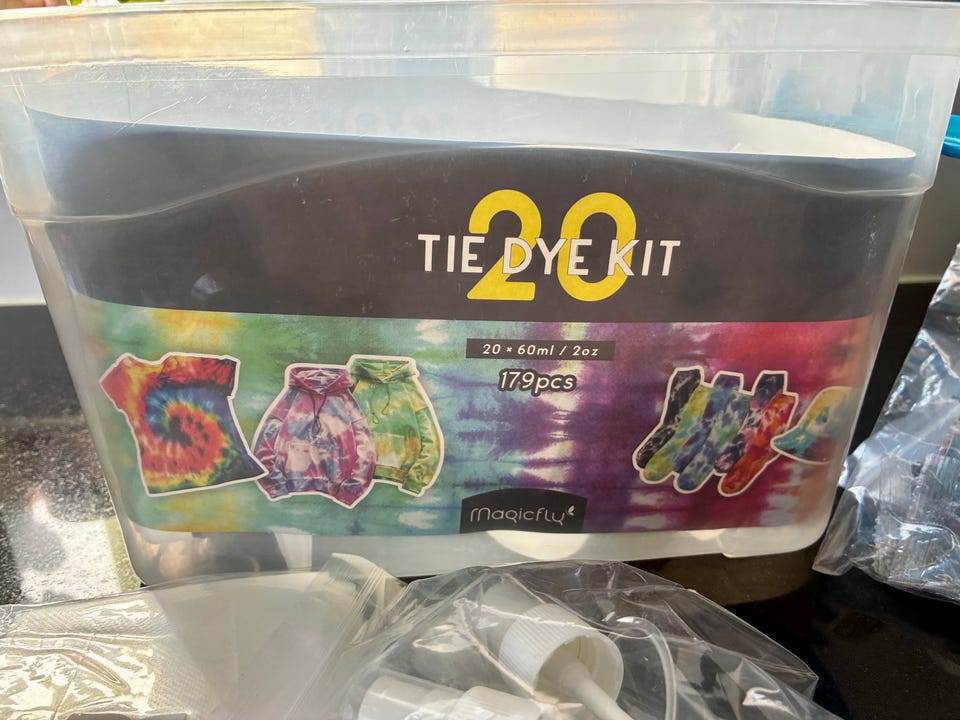 20
TIE DYE KIT
20 × 60ml / 2oz
179pcs
magicfly